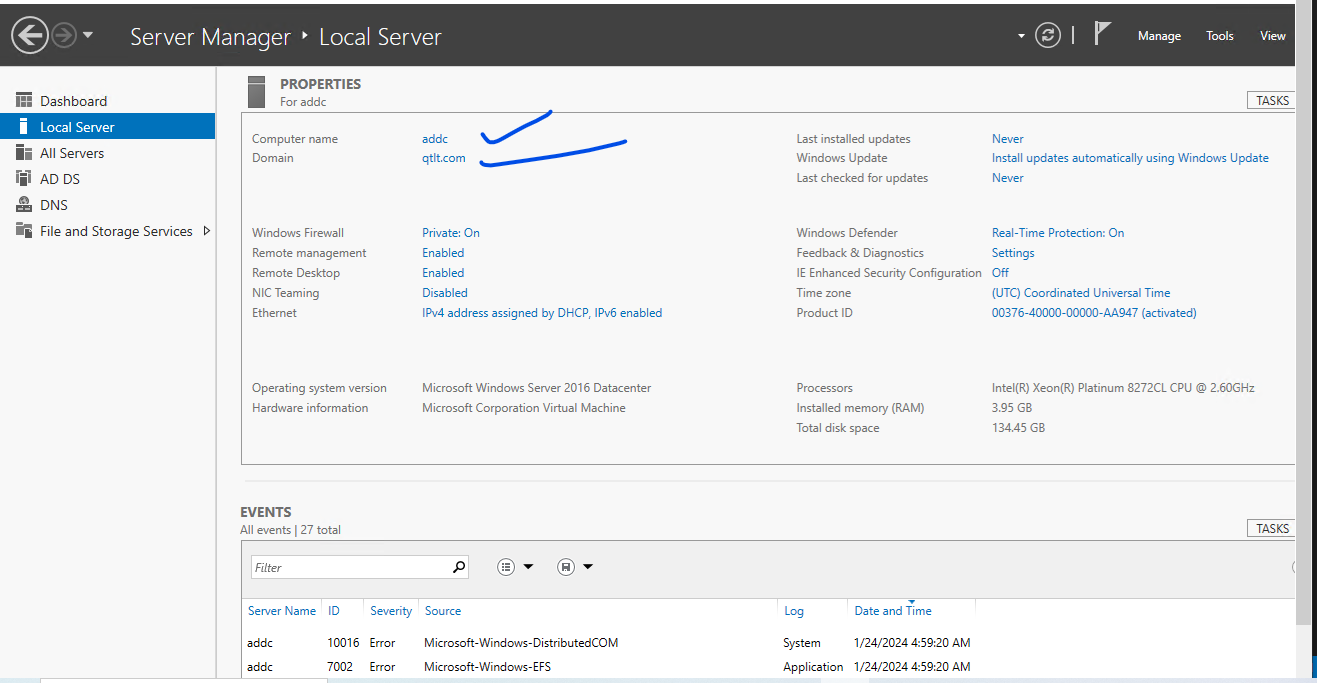 Server Manager ‣ Local Server
Manage Tools View
Dashboard
Local Server
All Servers
AD DS
DNS
File and Storage Services
PROPERTIES
For addc
TASKS
Computer name addc
Domain qtlt.com
Last installed updates Never
Windows Update Install updates automatically using Windows Update
Last checked for updates Never
Windows Firewall Private: On
Remote management Enabled
Remote Desktop Enabled
NIC Teaming Disabled
Ethernet IPv4 address assigned by DHCP, IPv6 enabled
Windows Defender Real-Time Protection: On
Feedback & Diagnostics Settings
IE Enhanced Security Configuration Off
Time zone (UTC) Coordinated Universal Time
Product ID 00376-40000-00000-AA947 (activated)
Operating system version Microsoft Windows Server 2016 Datacenter
Hardware information Microsoft Corporation Virtual Machine
Processors Intel(R) Xeon(R) Platinum 8272CL CPU @ 2.60GHz
Installed memory (RAM) 3.95 GB
Total disk space 134.45 GB
EVENTS
All events | 27 total
TASKS
Filter
Server Name ID Severity Source Log Date and Time
addc 10016 Error Microsoft-Windows-DistributedCOM System 1/24/2024 4:59:20 AM
addc 7002 Error Microsoft-Windows-EFS Application 1/24/2024 4:59:20 AM